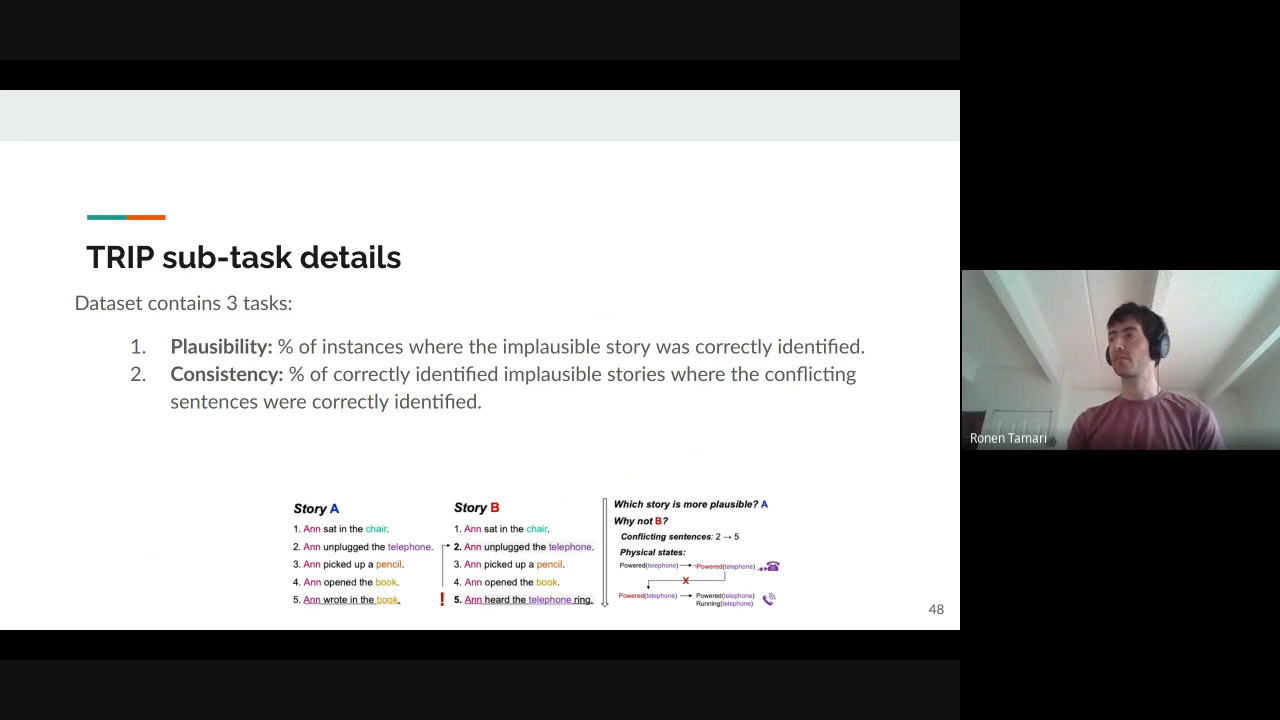 TRIP sub-task details
Dataset contains 3 tasks:
1. Plausibility: % of instances where the implausible story was correctly identified.
2. Consistency: % of correctly identified implausible stories where the conflicting
sentences were correctly identified.
Story A
1. Ann sat in the chair.
2. Ann unplugged the telephone.
3. Ann picked up a pencil.
4. Ann opened the book.
5. Ann wrote in the book.
Story B
1. Ann sat in the chair.
2. Ann unplugged the telephone.
3. Ann picked up a pencil.
4. Ann opened the book.
! 5. Ann heard the telephone ring.
Which story is more plausible? A
Why not B?
Conflicting sentences: 2 → 5
Physical states:
Powered(telephone) → ¬Powered(telephone)
X
Powered(telephone) → Powered(telephone)
Running(telephone)
48
Ronen Tamari